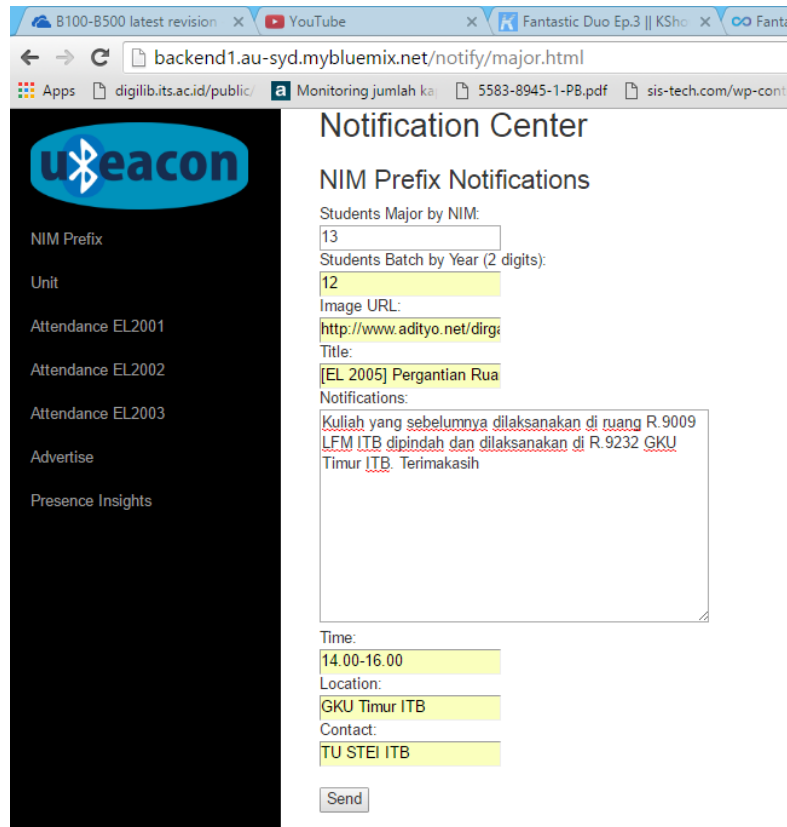 B100-B500 latest revision
YouTube
Fantastic Duo Ep.3 || KSho
Fanta
backend1.au-syd.mybluemix.net/notify/major.html
Apps
digilib.its.ac.id/public/
a Monitoring jumlah ka
5583-8945-1-PB.pdf
sis-tech.com/wp-cont
uBeacon
Notification Center
NIM Prefix Notifications
Students Major by NIM:
13
Students Batch by Year (2 digits):
12
Image URL:
http://www.adityo.net/dirga
Title:
[EL 2005] Pergantian Rua
Notifications:
Kuliah yang sebelumnya dilaksanakan di ruang R.9009
LFM ITB dipindah dan dilaksanakan di R.9232 GKU
Timur ITB. Terimakasih
Time:
14.00-16.00
Location:
GKU Timur ITB
Contact:
TU STEI ITB
Send
NIM Prefix
Unit
Attendance EL2001
Attendance EL2002
Attendance EL2003
Advertise
Presence Insights